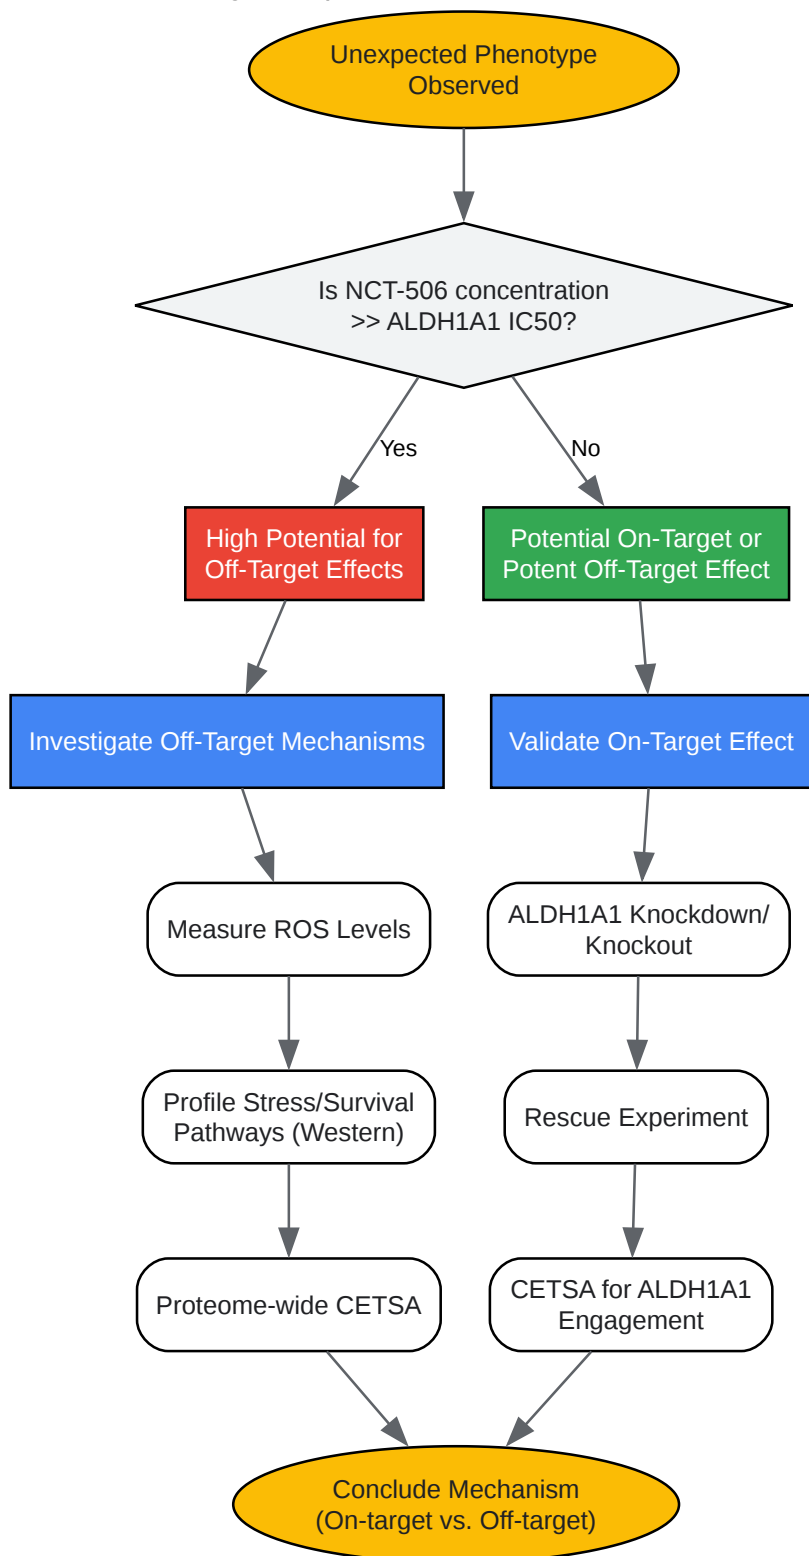 Unexpected Phenotype
Observed
Is NCT-506 concentration
>> ALDH1A1 IC50?
Yes
No
High Potential for
Off-Target Effects
Potential On-Target or
Potent Off-Target Effect
Investigate Off-Target Mechanisms
Validate On-Target Effect
Measure ROS Levels
ALDH1A1 Knockdown/
Knockout
Profile Stress/Survival
Pathways (Western)
Rescue Experiment
Proteome-wide CETSA
CETSA for ALDH1A1
Engagement
Conclude Mechanism
(On-target vs. Off-target)